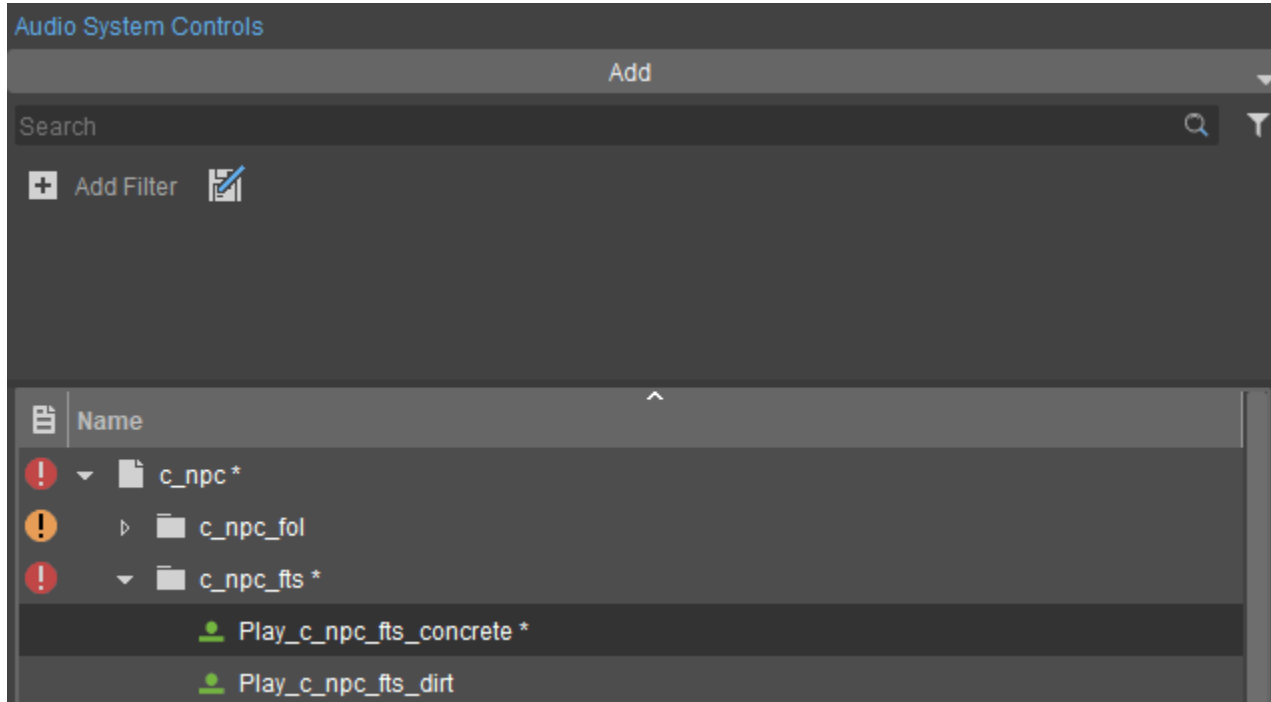 Audio System Controls
Add
Search
Add Filter
Name
c_npc *
c_npc_fol
c_npc_fts *
Play_c_npc_fts_concrete *
Play_c_npc_fts_dirt